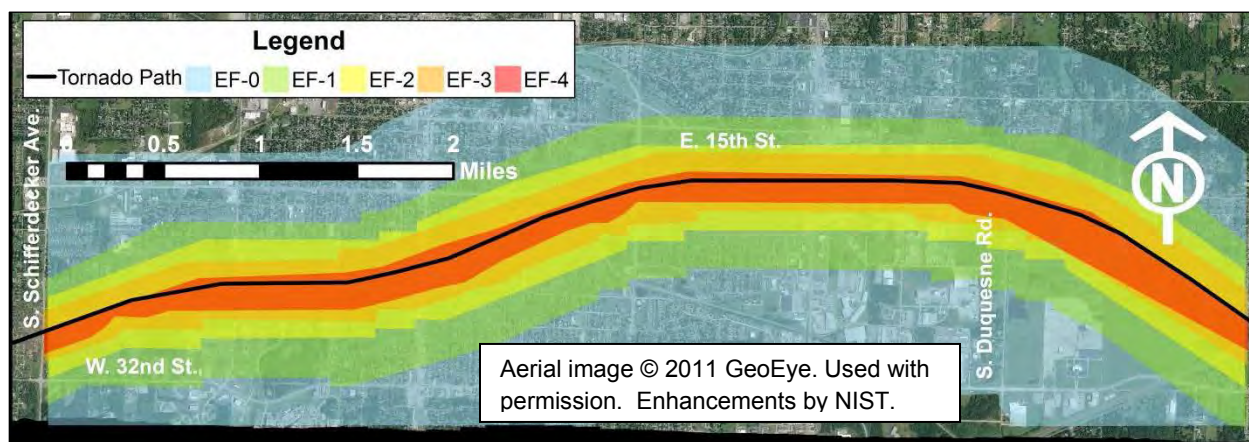 Legend
Tornado Path EF-0 EF-1 EF-2 EF-3 EF-4
S. Schifferdecker Ave.
0 0.5 1 1.5 2
Miles
E. 15th St.
N
S. Duquesne Rd.
W. 32nd St.
Aerial image © 2011 GeoEye. Used with
permission. Enhancements by NIST.